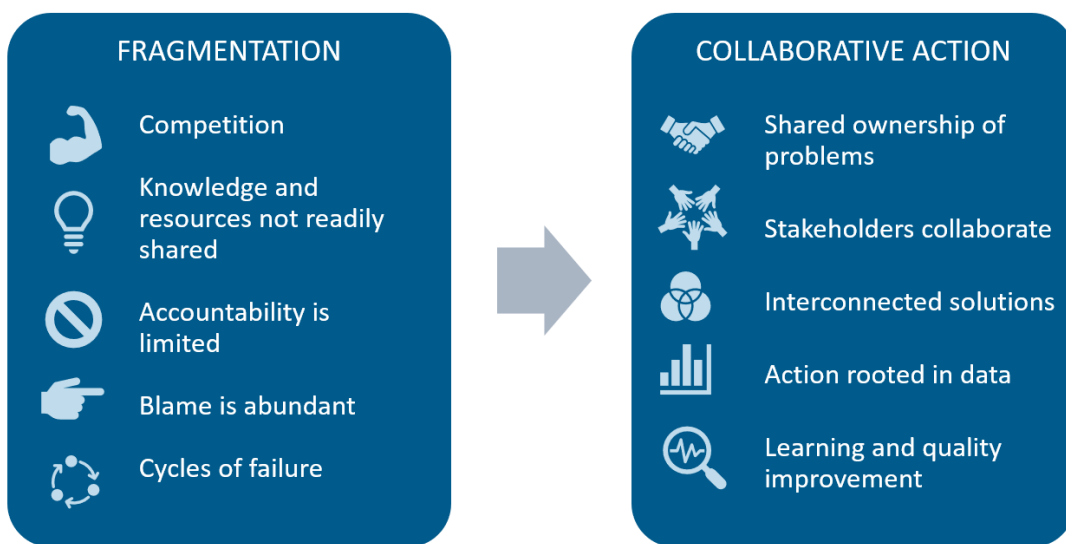 FRAGMENTATION
Competition
Knowledge and
resources not readily
shared
Accountability is
limited
Blame is abundant
Cycles of failure
COLLABORATIVE ACTION
Shared ownership of
problems
Stakeholders collaborate
Interconnected solutions
Action rooted in data
Learning and quality
improvement